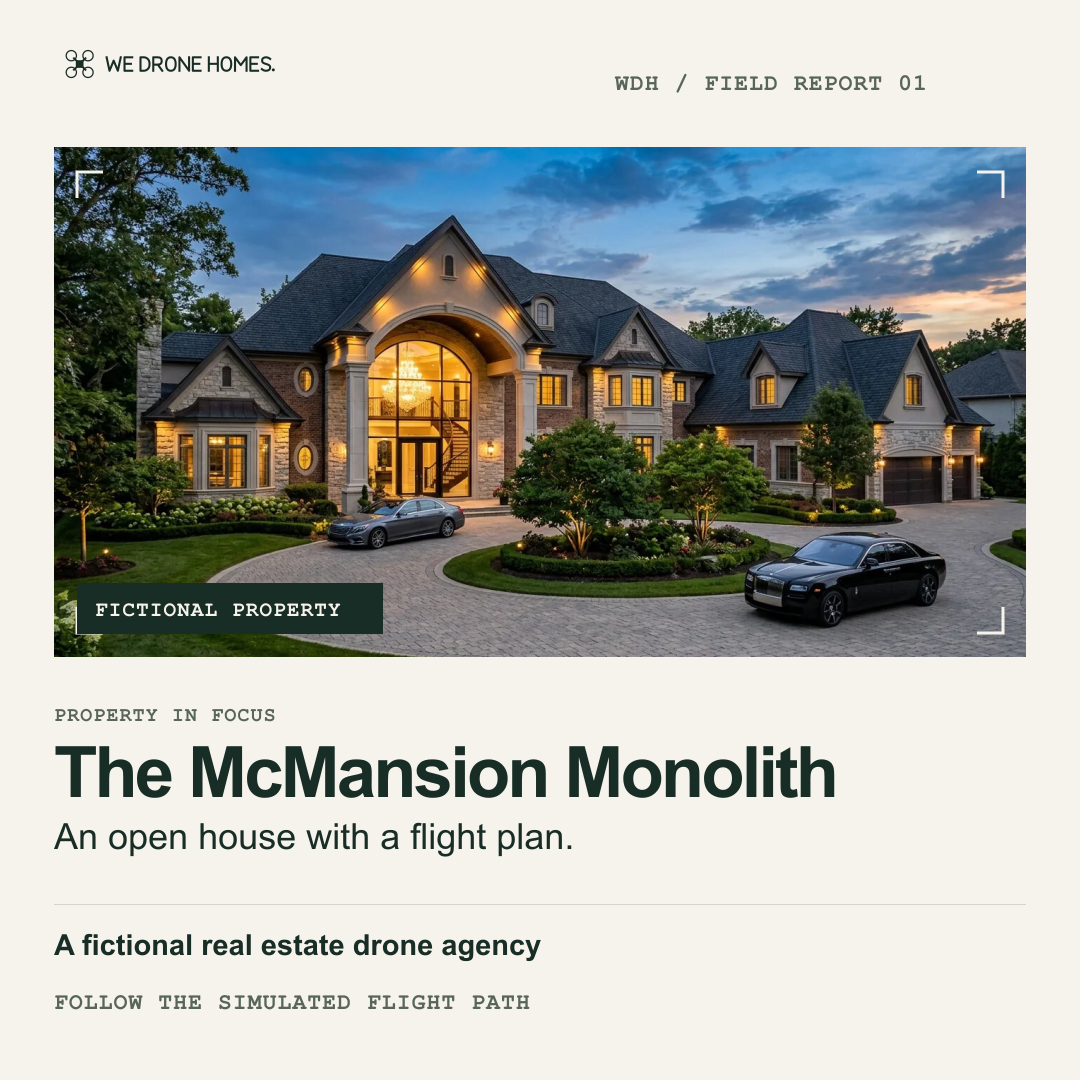 WE DRONE HOMES.
WDH / FIELD REPORT 01
FICTIONAL PROPERTY
PROPERTY IN FOCUS
The McMansion Monolith
An open house with a flight plan.
A fictional real estate drone agency
FOLLOW THE SIMULATED FLIGHT PATH